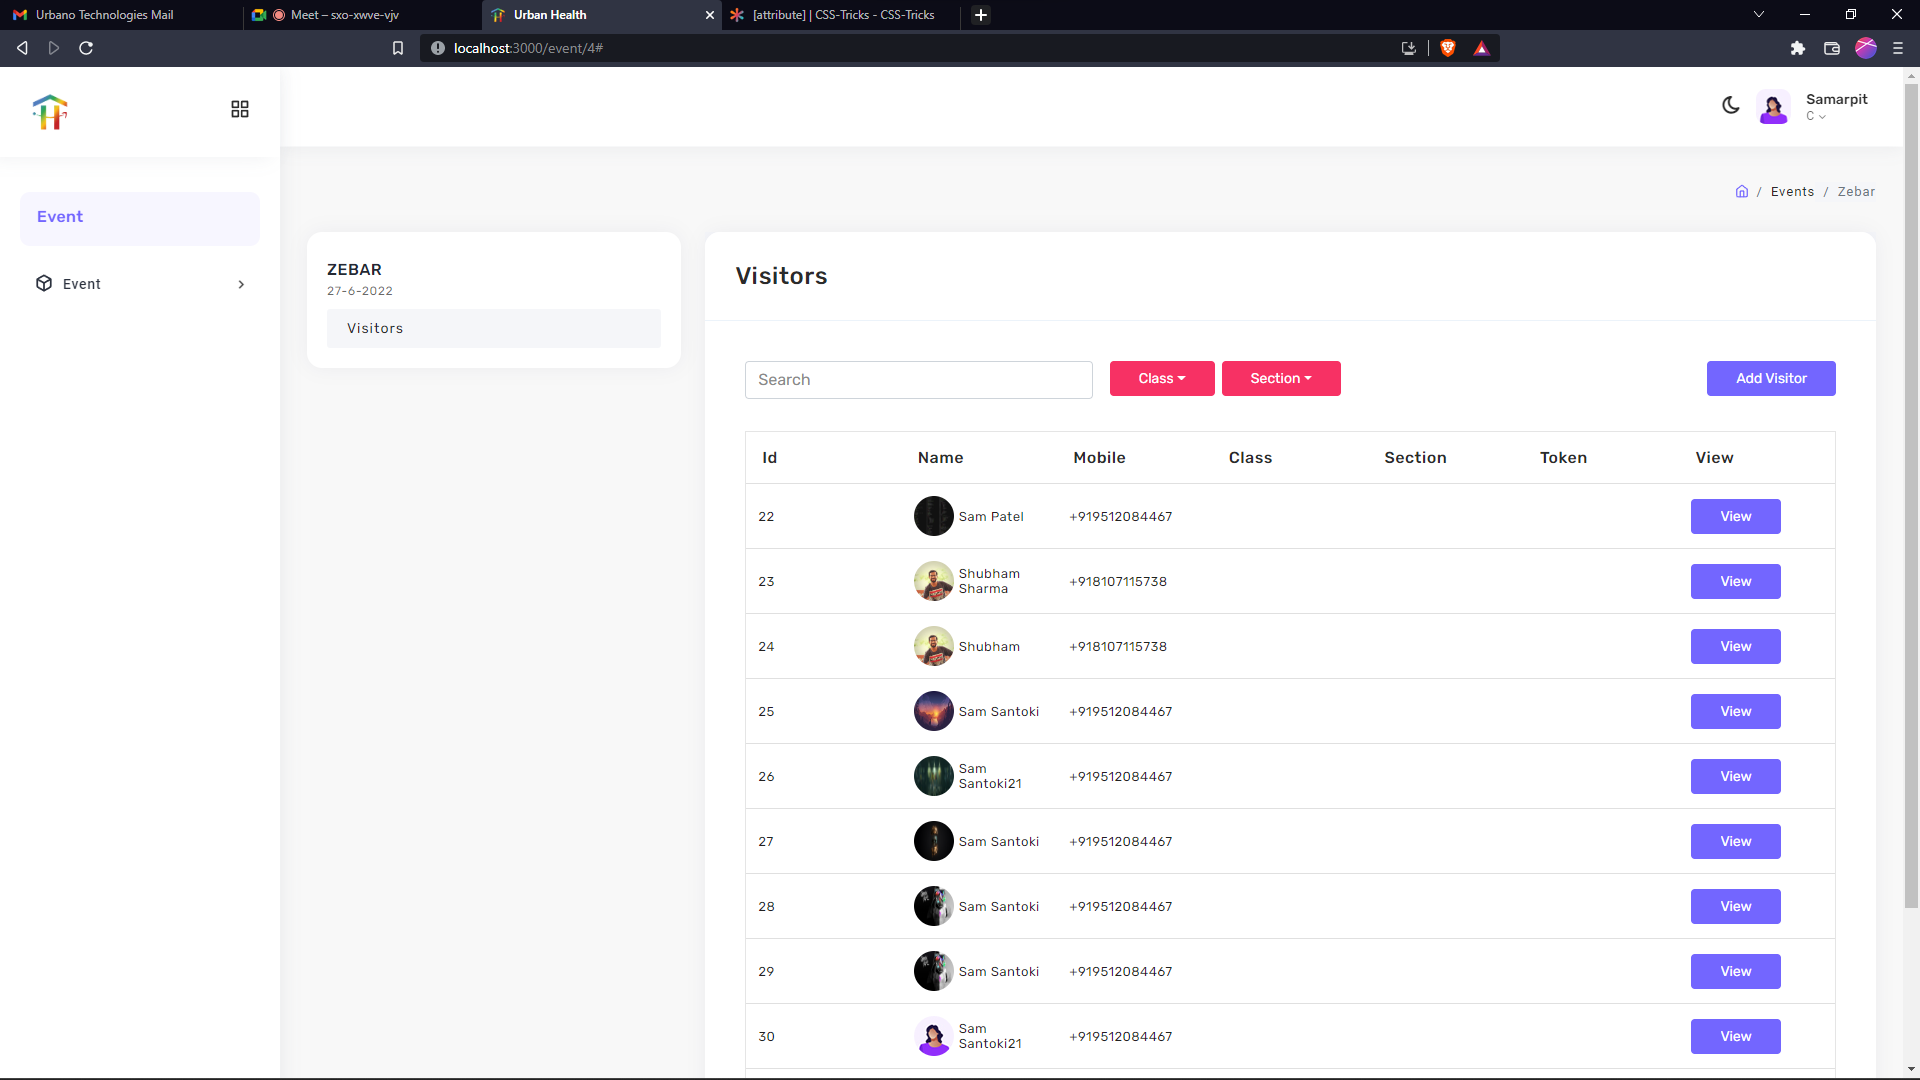 Urbano Technologies Mail
Meet – sxo-xwve-vjv
Urban Health
[attribute] | CSS-Tricks - CSS-Tricks
localhost:3000/event/4#
Samarpit
C
Event
Event
/ Events / Zebar
ZEBAR
27-6-2022
Visitors
Visitors
Search
Class
Section
Add Visitor
Id Name Mobile Class Section Token View
22 Sam Patel +919512084467 View
23 Shubham Sharma +918107115738 View
24 Shubham +918107115738 View
25 Sam Santoki +919512084467 View
26 Sam Santoki21 +919512084467 View
27 Sam Santoki +919512084467 View
28 Sam Santoki +919512084467 View
29 Sam Santoki +919512084467 View
30 Sam Santoki21 +919512084467 View